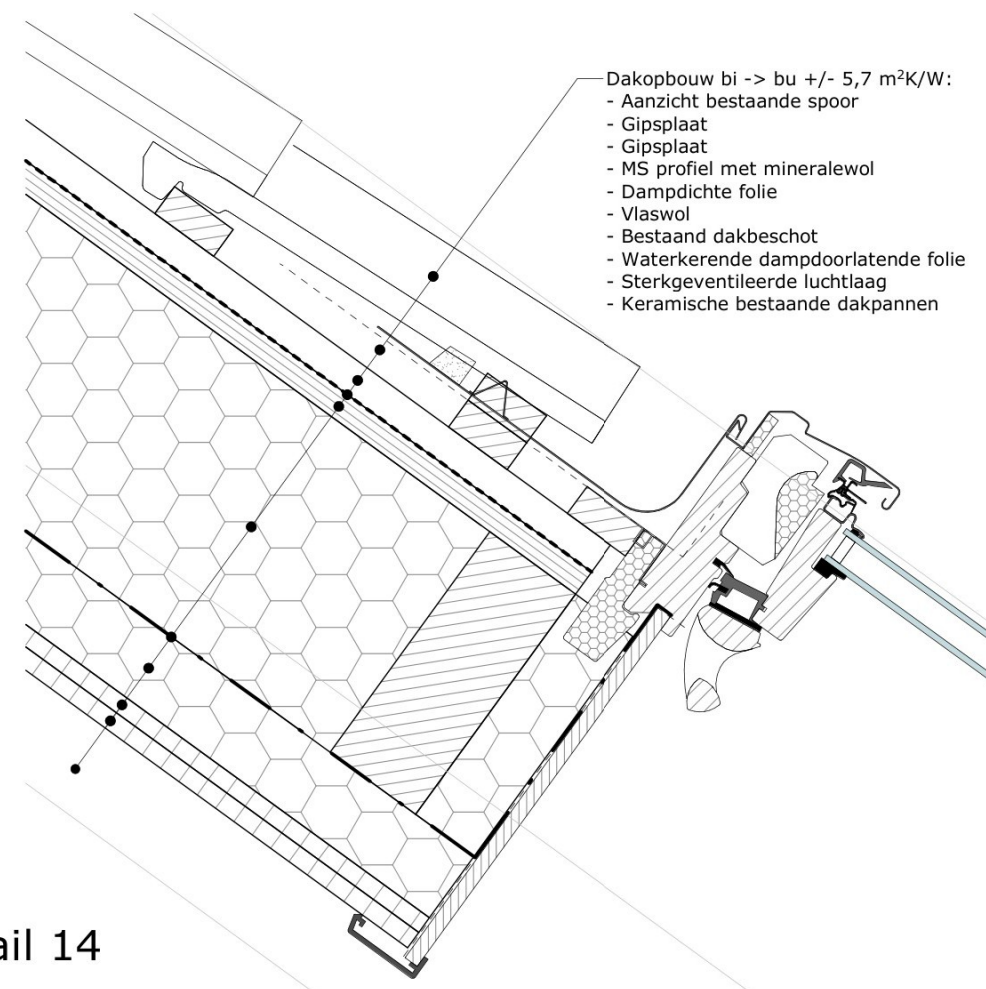 Dakopbouw bi -> bu +/- 5,7 m²K/W:
- Aanzicht bestaande spoor
- Gipsplaat
- Gipsplaat
- MS profiel met mineralewol
- Dampdichte folie
- Vlaswol
- Bestaand dakbeschot
- Waterkerende dampdoorlatende folie
- Sterkgeventileerde luchtlaag
- Keramische bestaande dakpannen
ail 14